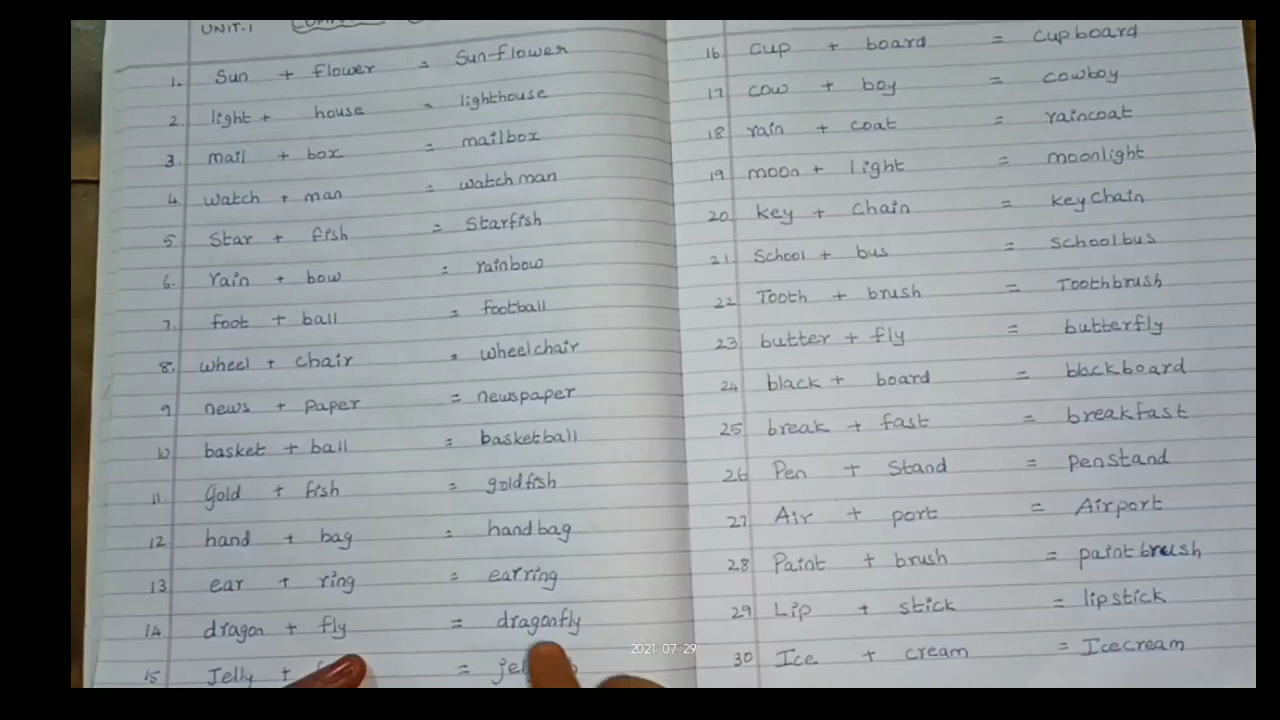 UNIT-1
1. Sun + flower = Sunflower
2. light + house = lighthouse
3. mail + box = mailbox
4. watch + man = watchman
5. Star + fish = Starfish
6. rain + bow = rainbow
7. foot + ball = football
8. wheel + chair = wheelchair
9. news + paper = newspaper
10 basket + ball = basketball
11. Gold + fish = goldfish
12 hand + bag = handbag
13. ear + ring = earring
14. dragon + fly = dragonfly
15 Jelly + =
16. cup + board = cupboard
17 cow + boy = cowboy
18 rain + coat = raincoat
19 moon + light = moonlight
20. key + chain = keychain
21. School + bus = Schoolbus
22 Tooth + brush = Toothbrush
23 butter + fly = butterfly
24 black + board = blackboard
25 break + fast = breakfast
26 Pen + Stand = penstand
27 Air + port = Airport
28 Paint + brush = paintbrush
29 Lip + stick = lipstick
30 Ice + cream = Icecream
2021 07 29